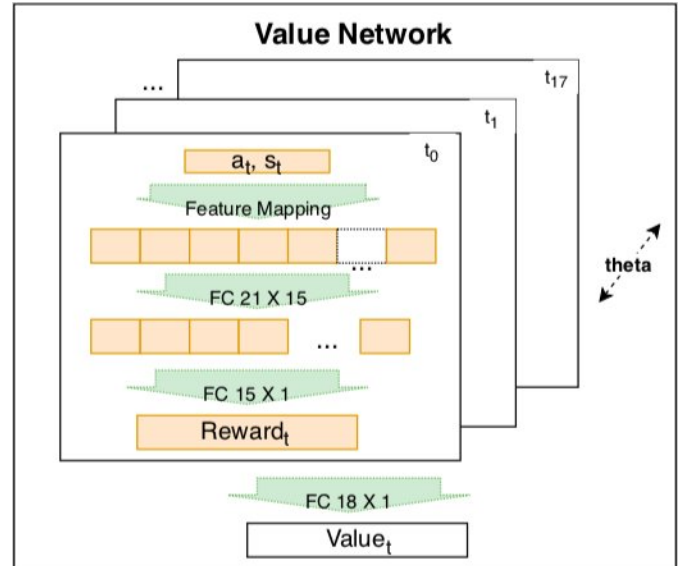 Value Network
...
t17
t1
t0
at, st
Feature Mapping
...
theta
FC 21 X 15
...
FC 15 X 1
Rewardt
FC 18 X 1
Valuet